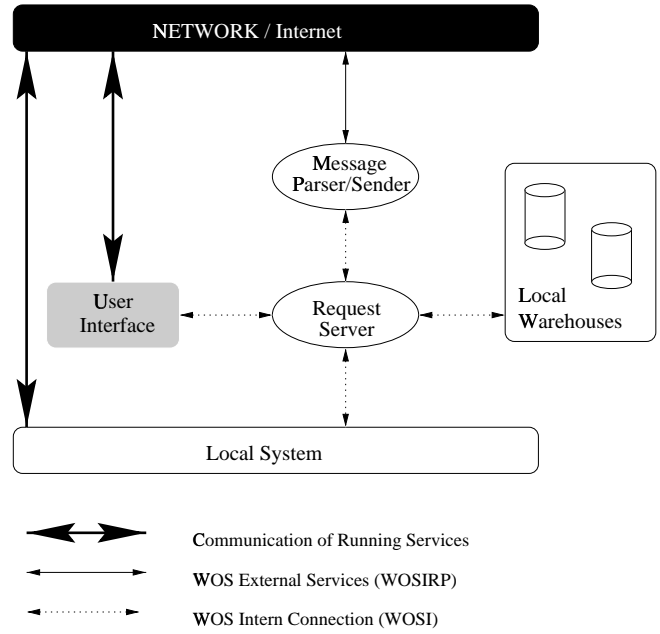 NETWORK / Internet
Message
Parser/Sender
User
Interface
Request
Server
Local
Warehouses
Local System
Communication of Running Services
WOS External Services (WOSIRP)
WOS Intern Connection (WOSI)